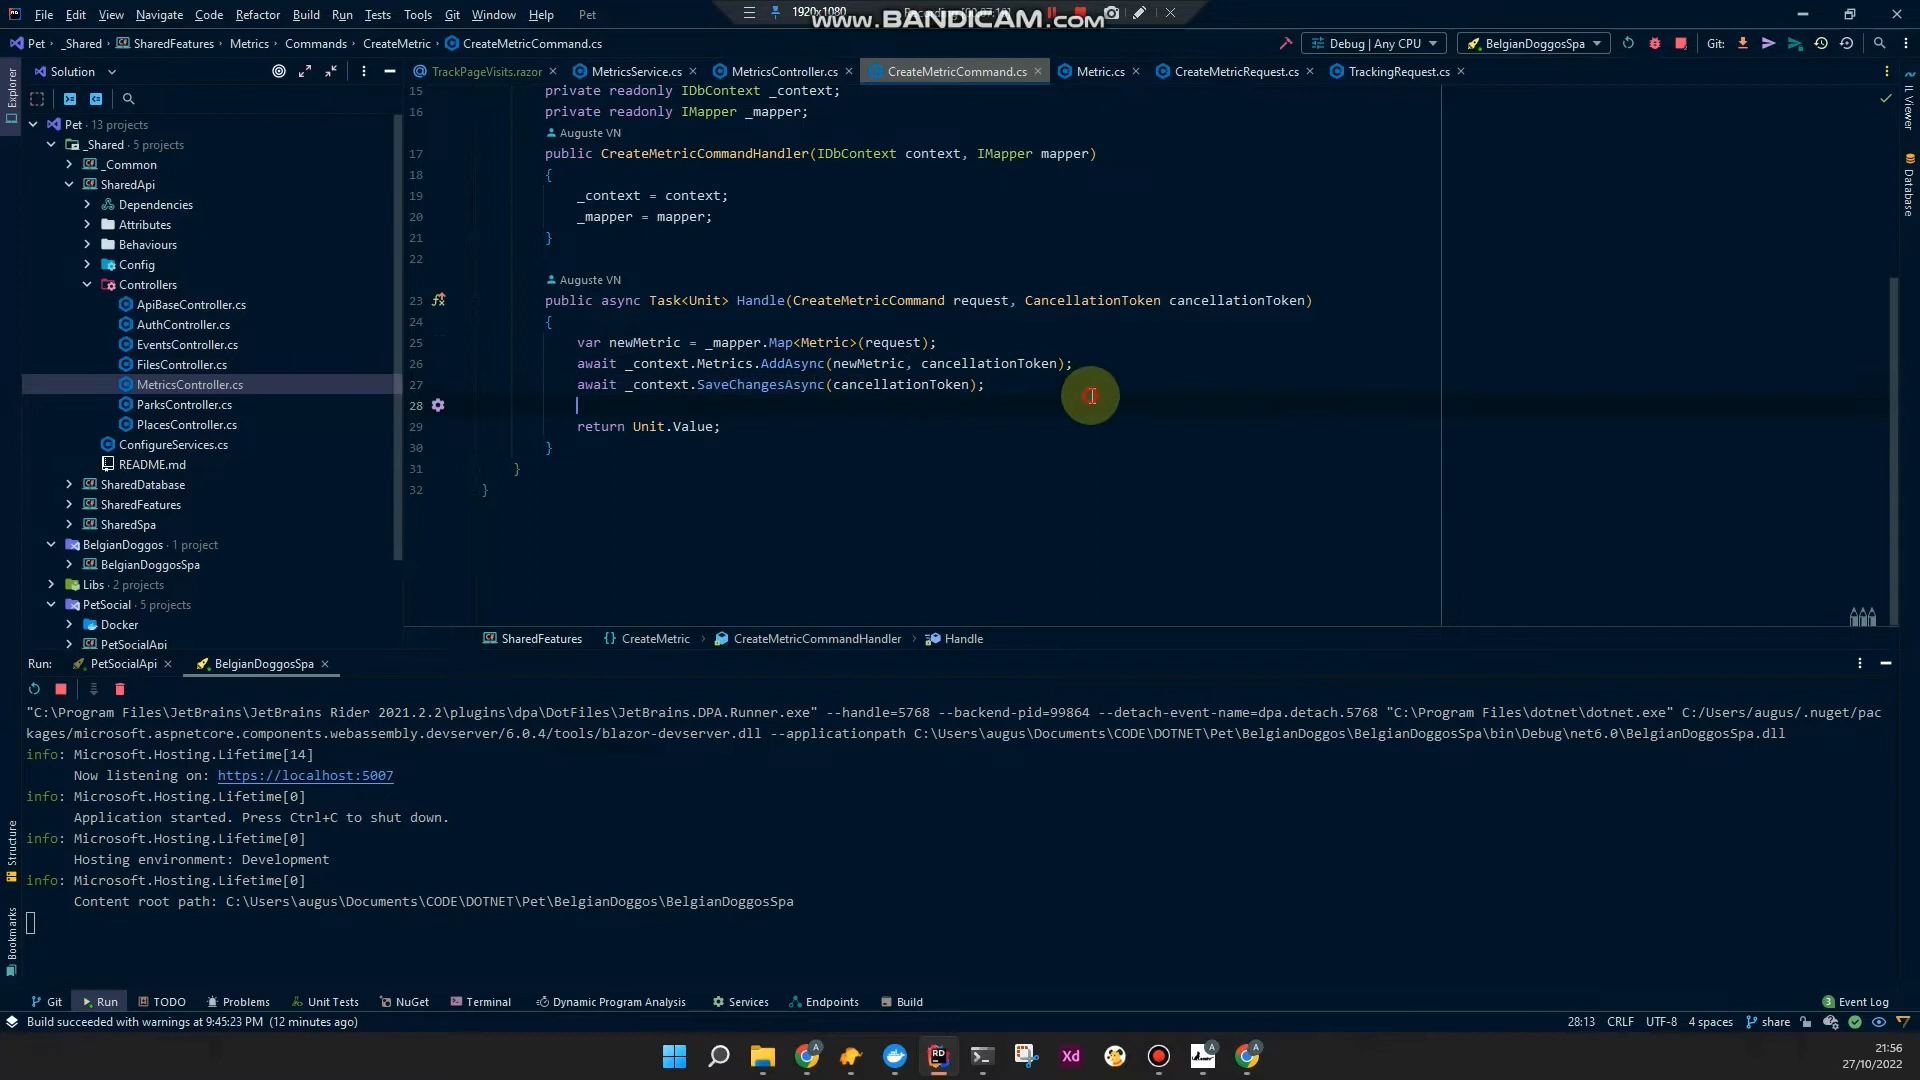 File Edit View Navigate Code Refactor Build Run Tests Tools Git Window Help Pet
1920x1080
www.BANDICAM.com
Pet _Shared SharedFeatures Metrics Commands CreateMetric CreateMetricCommand.cs
Debug | Any CPU BelgianDoggosSpa Git:
Explorer
Solution
TrackPageVisits.razor MetricsService.cs MetricsController.cs CreateMetricCommand.cs Metric.cs CreateMetricRequest.cs TrackingRequest.cs
IL Viewer
Database
Pet · 13 projects
_Shared · 5 projects
_Common
SharedApi
Dependencies
Attributes
Behaviours
Config
Controllers
ApiBaseController.cs
AuthController.cs
EventsController.cs
FilesController.cs
MetricsController.cs
ParksController.cs
PlacesController.cs
ConfigureServices.cs
README.md
SharedDatabase
SharedFeatures
SharedSpa
BelgianDoggos · 1 project
BelgianDoggosSpa
Libs · 2 projects
PetSocial · 5 projects
Docker
PetSocialApi
15 private readonly IDbContext _context;
16 private readonly IMapper _mapper;
Auguste VN
17 public CreateMetricCommandHandler(IDbContext context, IMapper mapper)
18 {
19 _context = context;
20 _mapper = mapper;
21 }
22
Auguste VN
23 public async Task<Unit> Handle(CreateMetricCommand request, CancellationToken cancellationToken)
24 {
25 var newMetric = _mapper.Map<Metric>(request);
26 await _context.Metrics.AddAsync(newMetric, cancellationToken);
27 await _context.SaveChangesAsync(cancellationToken);
28
29 return Unit.Value;
30 }
31 }
32 }
SharedFeatures {} CreateMetric CreateMetricCommandHandler Handle
Run: PetSocialApi BelgianDoggosSpa
"C:\Program Files\JetBrains\JetBrains Rider 2021.2.2\plugins\dpa\DotFiles\JetBrains.DPA.Runner.exe" --handle=5768 --backend-pid=99864 --detach-event-name=dpa.detach.5768 "C:\Program Files\dotnet\dotnet.exe" C:/Users/augus/.nuget/pac
kages/microsoft.aspnetcore.components.webassembly.devserver/6.0.4/tools/blazor-devserver.dll --applicationpath C:\Users\augus\Documents\CODE\DOTNET\Pet\BelgianDoggos\BelgianDoggosSpa\bin\Debug\net6.0\BelgianDoggosSpa.dll
info: Microsoft.Hosting.Lifetime[14]
Now listening on: https://localhost:5007
info: Microsoft.Hosting.Lifetime[0]
Application started. Press Ctrl+C to shut down.
info: Microsoft.Hosting.Lifetime[0]
Hosting environment: Development
info: Microsoft.Hosting.Lifetime[0]
Content root path: C:\Users\augus\Documents\CODE\DOTNET\Pet\BelgianDoggos\BelgianDoggosSpa
Structure
Bookmarks
Git Run TODO Problems Unit Tests NuGet Terminal Dynamic Program Analysis Services Endpoints Build 3 Event Log
Build succeeded with warnings at 9:45:23 PM (12 minutes ago) 28:13 CRLF UTF-8 4 spaces share
RD Xd A A A
21:56
27/10/2022